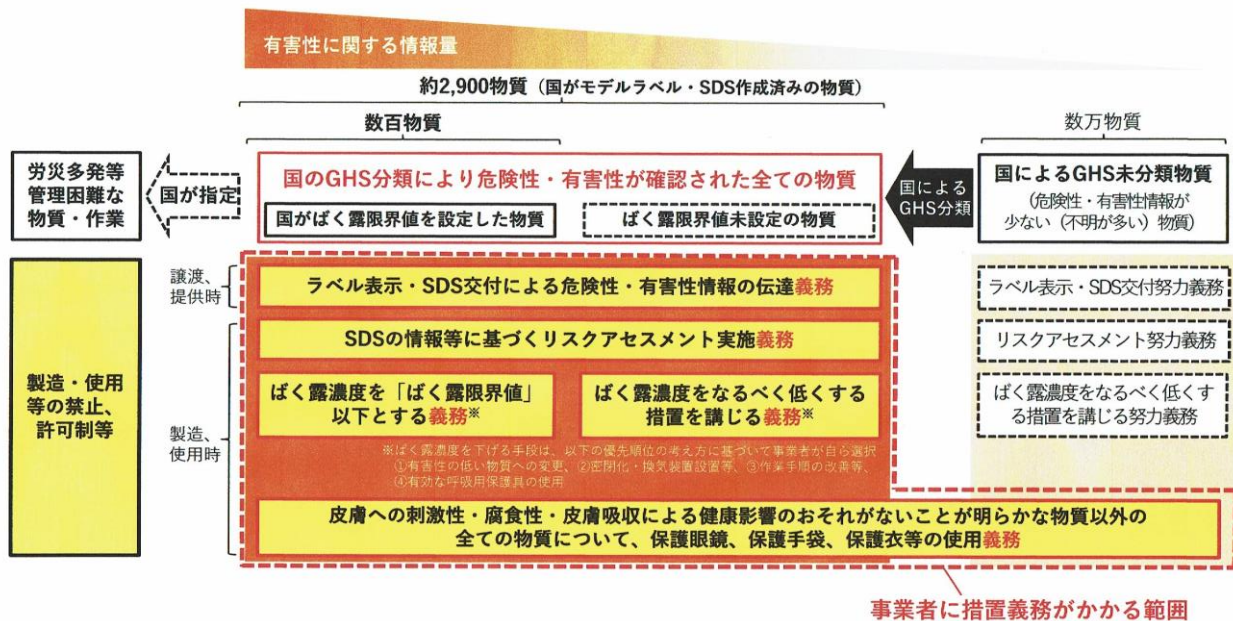 有害性に関する情報量
約2,900物質（国がモデルラベル・SDS作成済みの物質）
数百物質
数万物質
労災多発等
管理困難な
物質・作業
国が指定
国のGHS分類により危険性・有害性が確認された全ての物質
国がばく露限界値を設定した物質
ばく露限界値未設定の物質
国による
GHS分類
国によるGHS未分類物質
（危険性・有害性情報が
少ない（不明が多い）物質）
製造・使用
等の禁止、
許可制等
譲渡、
提供時
ラベル表示・SDS交付による危険性・有害性情報の伝達義務
ラベル表示・SDS交付努力義務
製造、
使用時
SDSの情報等に基づくリスクアセスメント実施義務
リスクアセスメント努力義務
ばく露濃度を「ばく露限界値」
以下とする義務※
ばく露濃度をなるべく低くする
措置を講じる義務※
ばく露濃度をなるべく低くす
る措置を講じる努力義務
※ばく露濃度を下げる手段は、以下の優先順位の考え方に基づいて事業者が自ら選択
①有害性の低い物質への変更、②密閉化・換気装置設置等、③作業手順の改善等、
④有効な呼吸用保護具の使用
皮膚への刺激性・腐食性・皮膚吸収による健康影響のおそれがないことが明らかな物質以外の
全ての物質について、保護眼鏡、保護手袋、保護衣等の使用義務
事業者に措置義務がかかる範囲